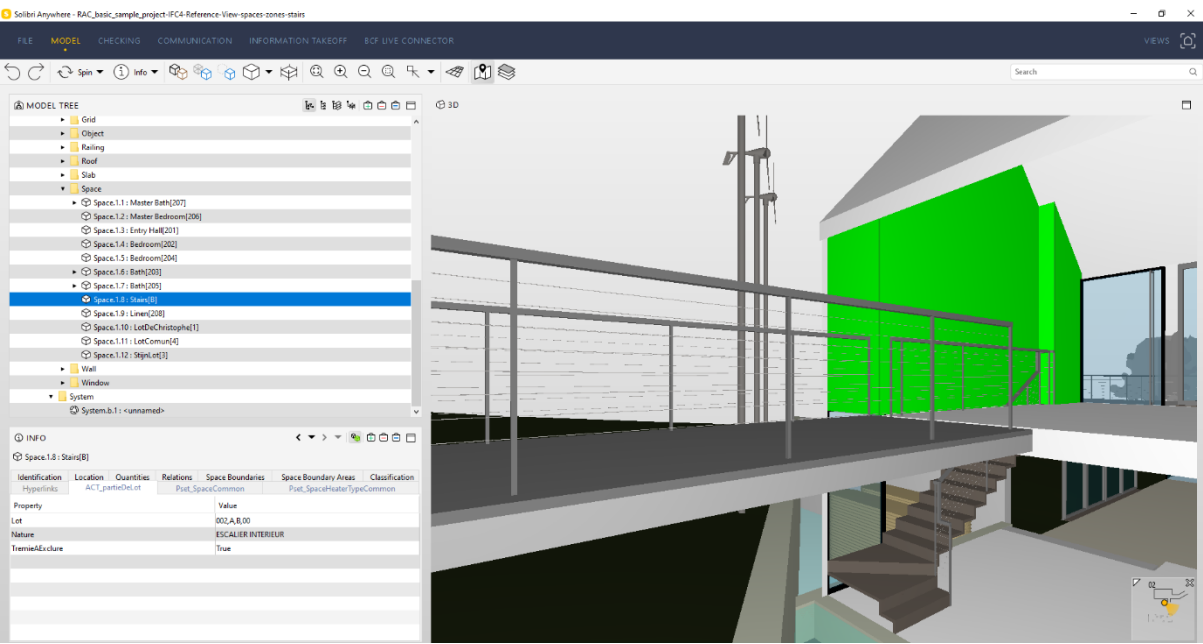 Solibri Anywhere - RAC_basic_sample_project-IFC4-Reference-View-spaces-zones-stairs
FILE MODEL CHECKING COMMUNICATION INFORMATION TAKEOFF BCF LIVE CONNECTOR VIEWS
Spin Info Search
MODEL TREE
Grid
Object
Railing
Roof
Slab
Space
Space.1.1 : Master Bath[207]
Space.1.2 : Master Bedroom[206]
Space.1.3 : Entry Hall[201]
Space.1.4 : Bedroom[202]
Space.1.5 : Bedroom[204]
Space.1.6 : Bath[203]
Space.1.7 : Bath[205]
Space.1.8 : Stairs[B]
Space.1.9 : Linen[208]
Space.1.10 : LotDeChristophe[1]
Space.1.11 : LotComun[4]
Space.1.12 : StijnLot[3]
Wall
Window
System
System.b.1 : <unnamed>
3D
INFO
Space.1.8 : Stairs[B]
Identification Location Quantities Relations Space Boundaries Space Boundary Areas Classification
Hyperlinks ACT_partieDeLot Pset_SpaceCommon Pset_SpaceHeaterTypeCommon
Property Value
Lot 002,A,B,00
Nature ESCALIER INTERIEUR
TremieAExclure True